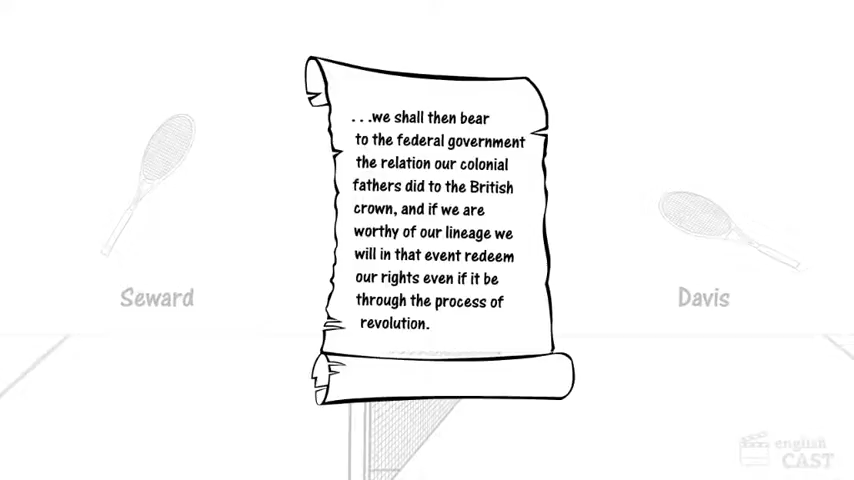 . . .we shall then bear
to the federal government
the relation our colonial
fathers did to the British
crown, and if we are
worthy of our lineage we
will in that event redeem
our rights even if it be
through the process of
revolution.
Seward
Davis
english
CAST